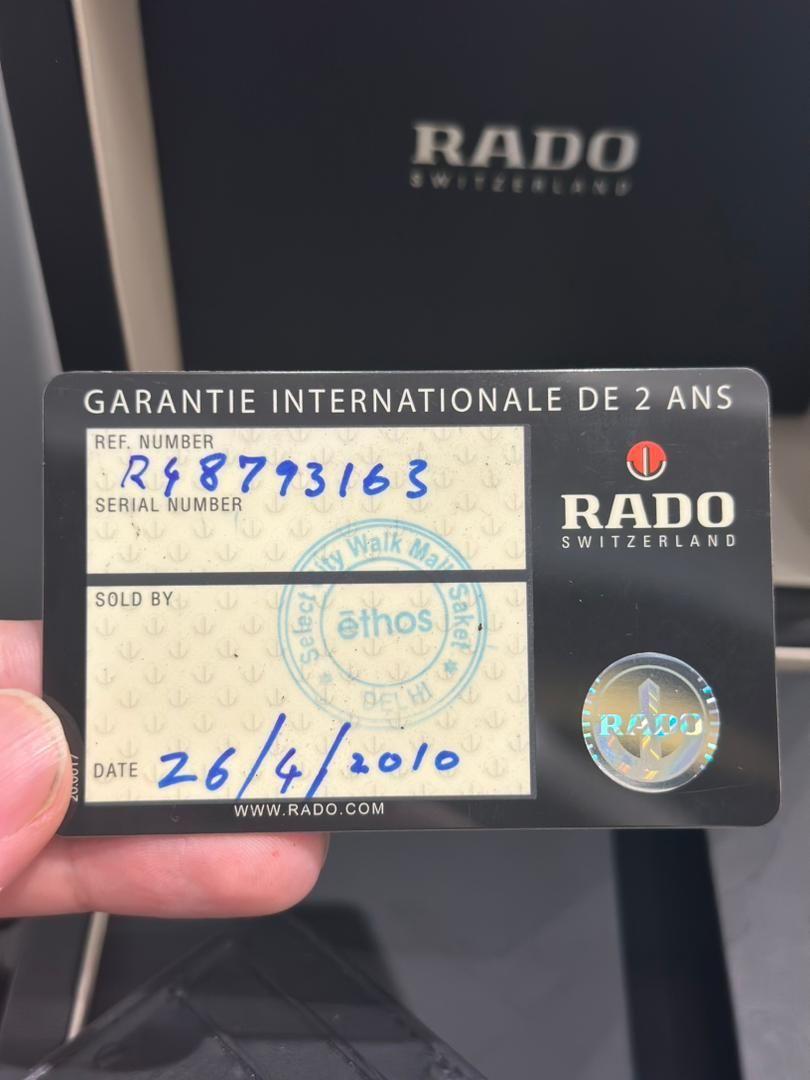 RADO
SWITZERLAND
GARANTIE INTERNATIONALE DE 2 ANS
REF. NUMBER
R48793163
SERIAL NUMBER
RADO
SWITZERLAND
SOLD BY
Select City Walk Mall Saket
ēthos
DELHI
RADO
DATE 26/4/2010
WWW.RADO.COM